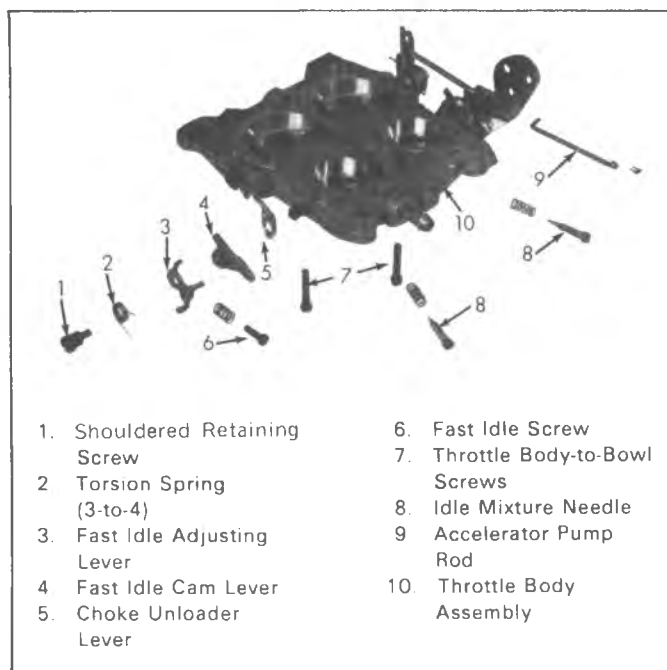 1
2
3
4
5
6
7
8
8
9
10
1. Shouldered Retaining
Screw
2. Torsion Spring
(3-to-4)
3. Fast Idle Adjusting
Lever
4 Fast Idle Cam Lever
5. Choke Unloader
Lever
6. Fast Idle Screw
7. Throttle Body-to-Bowl
Screws
8. Idle Mixture Needle
9 Accelerator Pump
Rod
10. Throttle Body
Assembly